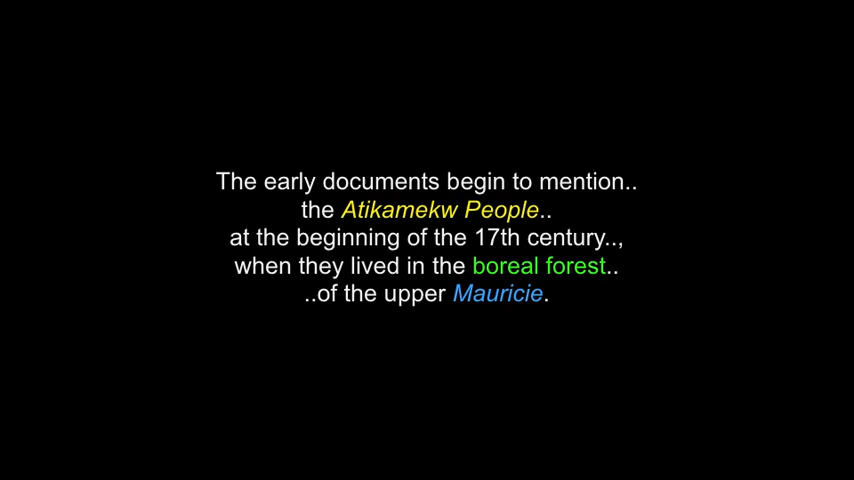 The early documents begin to mention..
the Atikamekw People..
at the beginning of the 17th century..,
when they lived in the boreal forest..
..of the upper Mauricie.